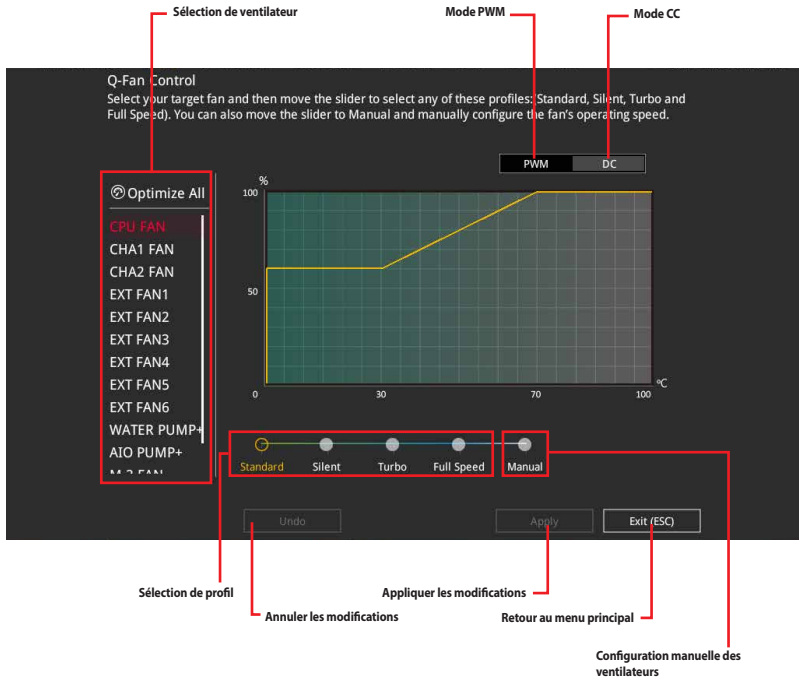 Sélection de ventilateur
Mode PWM
Mode CC
Q-Fan Control
Select your target fan and then move the slider to select any of these profiles:(Standard, Silent, Turbo and
Full Speed). You can also move the slider to Manual and manually configure the fan's operating speed.
PWM
DC
Optimize All
CPU FAN
CHA1 FAN
CHA2 FAN
EXT FAN1
EXT FAN2
EXT FAN3
EXT FAN4
EXT FAN5
EXT FAN6
WATER PUMP+
AIO PUMP+
M.2 FAN
%
100
50
0
30
70
100
°C
Standard
Silent
Turbo
Full Speed
Manual
Undo
Apply
Exit (ESC)
Sélection de profil
Appliquer les modifications
Annuler les modifications
Retour au menu principal
Configuration manuelle des
ventilateurs